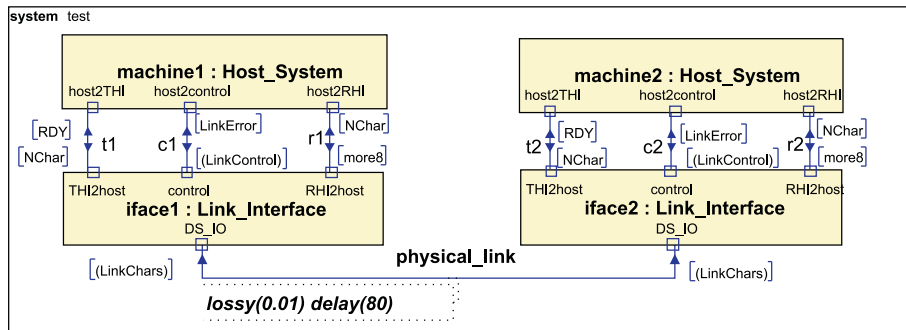 system test
machine1 : Host_System
host2THI host2control host2RHI
machine2 : Host_System
host2THI host2control host2RHI
[RDY] [LinkError] [NChar]
t1 c1 r1
[NChar] [(LinkControl)] [more8]
[RDY] [LinkError] [NChar]
t2 c2 r2
[NChar] [(LinkControl)] [more8]
THI2host control RHI2host
iface1 : Link_Interface
DS_IO
THI2host control RHI2host
iface2 : Link_Interface
DS_IO
physical_link
[(LinkChars)] [(LinkChars)]
lossy(0.01) delay(80)